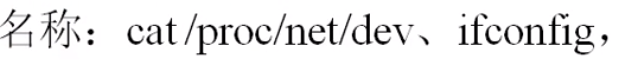 名称：cat /proc/net/dev、ifconfig，